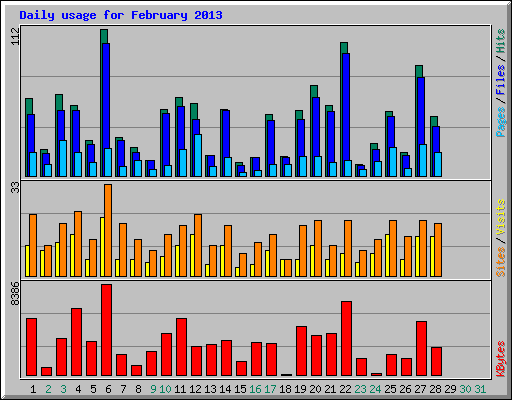 Daily usage for February 2013
112
Pages / Files / Hits
33
Sites / Visits
8386
KBytes
1 2 3 4 5 6 7 8 9 10 11 12 13 14 15 16 17 18 19 20 21 22 23 24 25 26 27 28 29 30 31